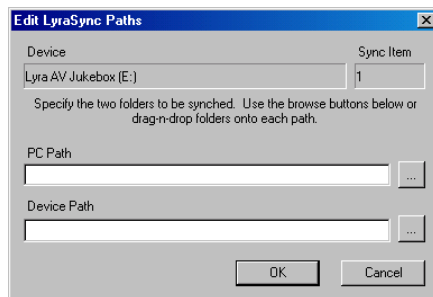 Edit LyraSync Paths
Device Sync Item
Lyra AV Jukebox (E:) 1
Specify the two folders to be synched. Use the browse buttons below or
drag-n-drop folders onto each path.
PC Path
...
Device Path
...
OK Cancel